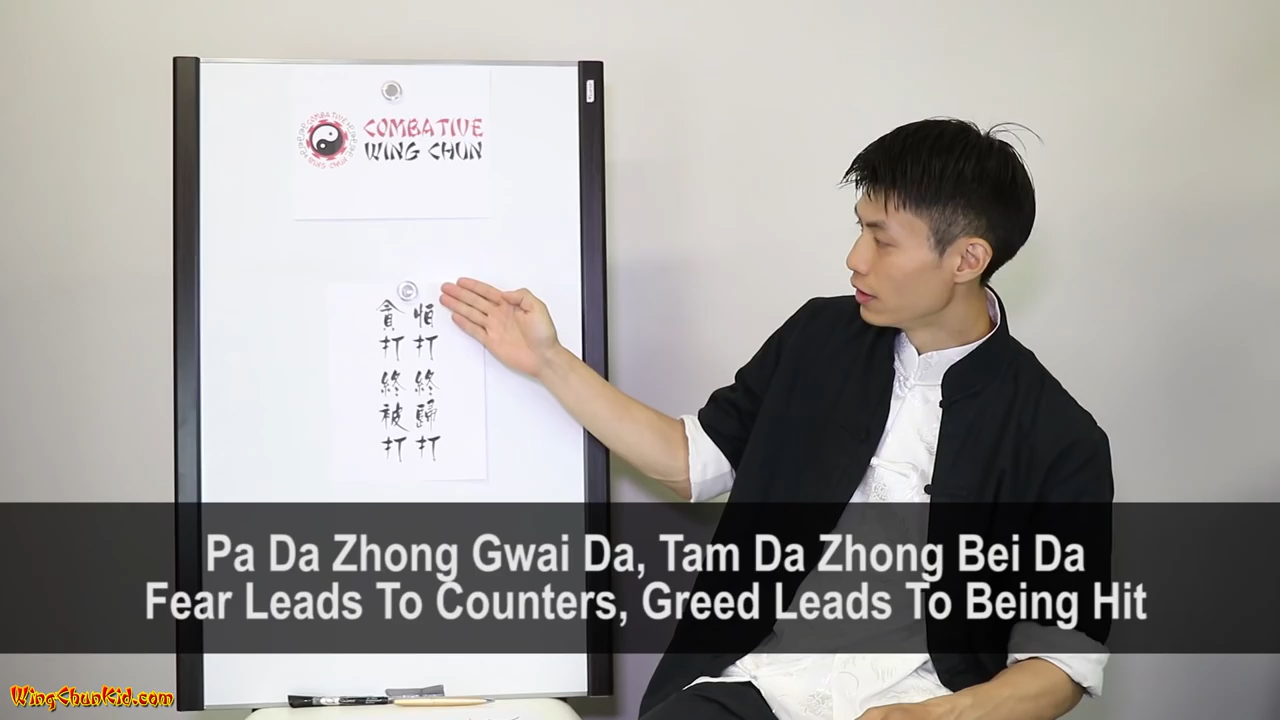 COMBATIVE
WING CHUN
怕打終歸打
貪打終被打
Pa Da Zhong Gwai Da, Tam Da Zhong Bei Da
Fear Leads To Counters, Greed Leads To Being Hit
WingChunKid.com